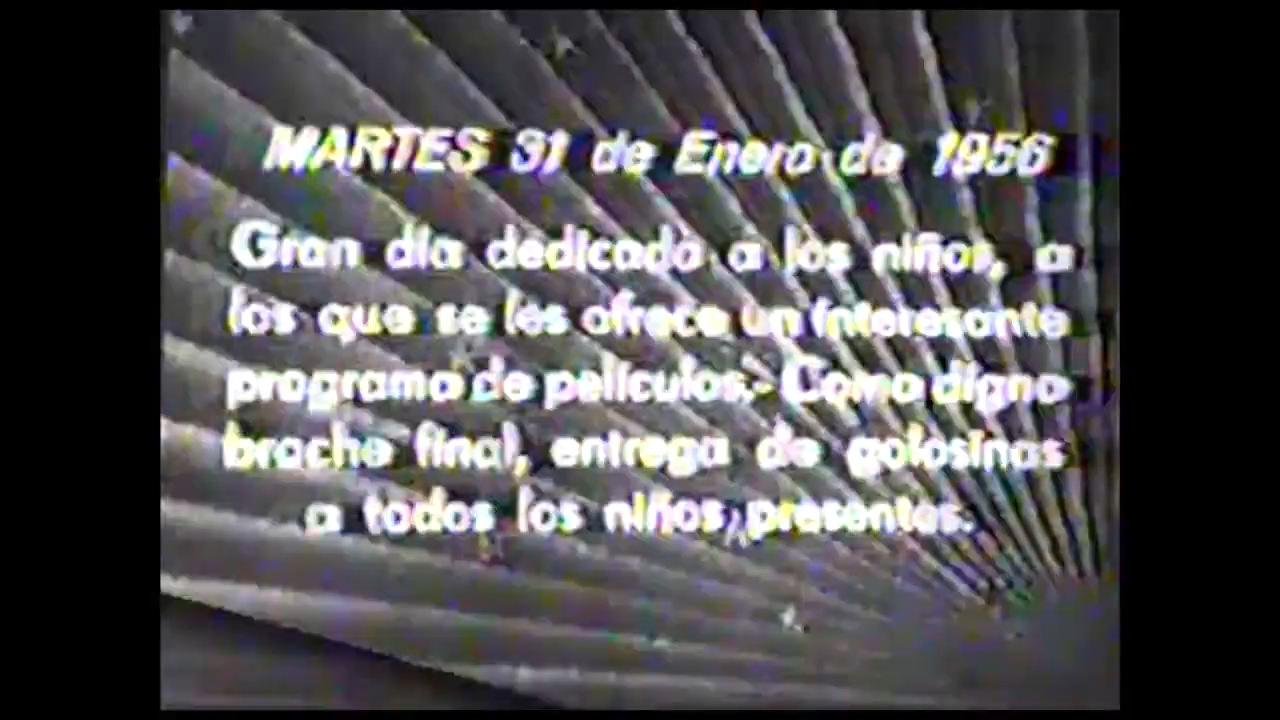 MARTES 31 de Enero de 1956
Gran día dedicado a los niños, a
los que se les ofrece un interesante
programa de películas.- Como digno
broche final, entrega de golosinas
a todos los niños presentes.